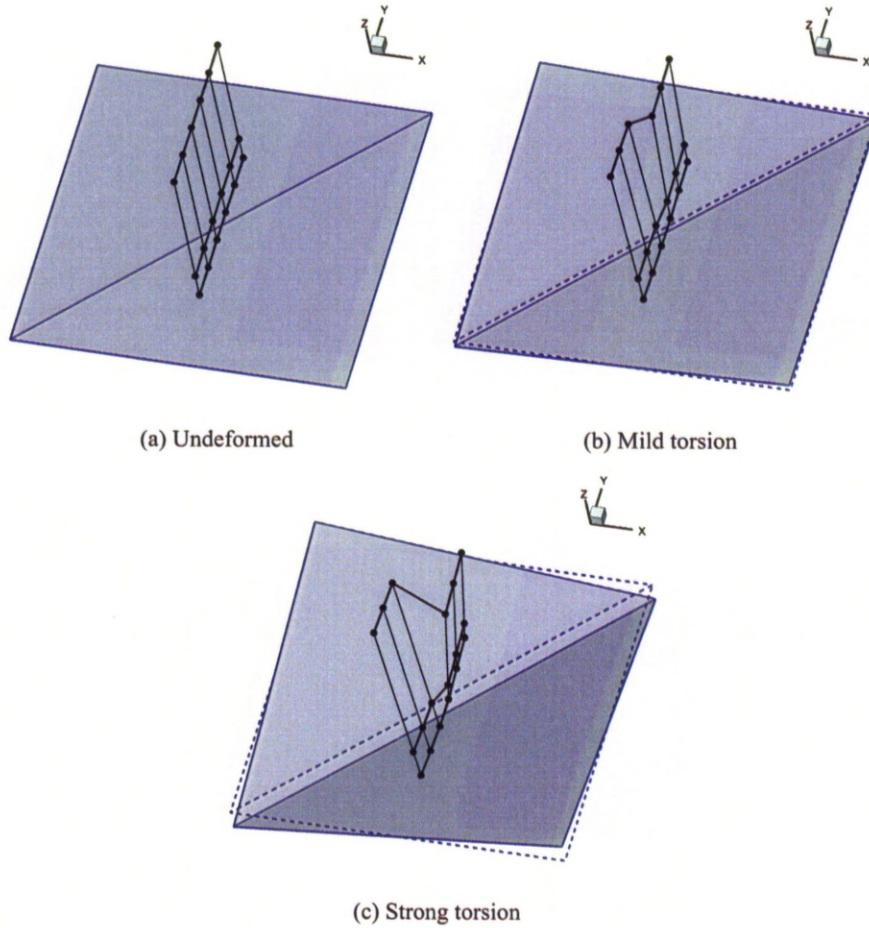 Z
Y
X
Z
Y
X
(a) Undeformed
(b) Mild torsion
Z
Y
X
(c) Strong torsion